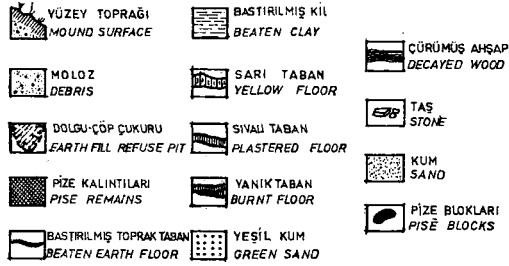 YÜZEY TOPRAĞI
MOUND SURFACE
MOLOZ
DEBRIS
DOLGU-ÇÖP ÇUKURU
EARTH FILL REFUSE PIT
PİZE KALINTILARI
PISE REMAINS
BASTIRILMIŞ TOPRAK TABAN
BEATEN EARTH FLOOR
BASTIRILMIŞ KİL
BEATEN CLAY
SARI TABAN
YELLOW FLOOR
SIVALI TABAN
PLASTERED FLOOR
YANIK TABAN
BURNT FLOOR
YEŞİL KUM
GREEN SAND
ÇÜRÜMÜŞ AHŞAP
DECAYED WOOD
TAŞ
STONE
KUM
SAND
PİZE BLOKLARI
PISÉ BLOCKS